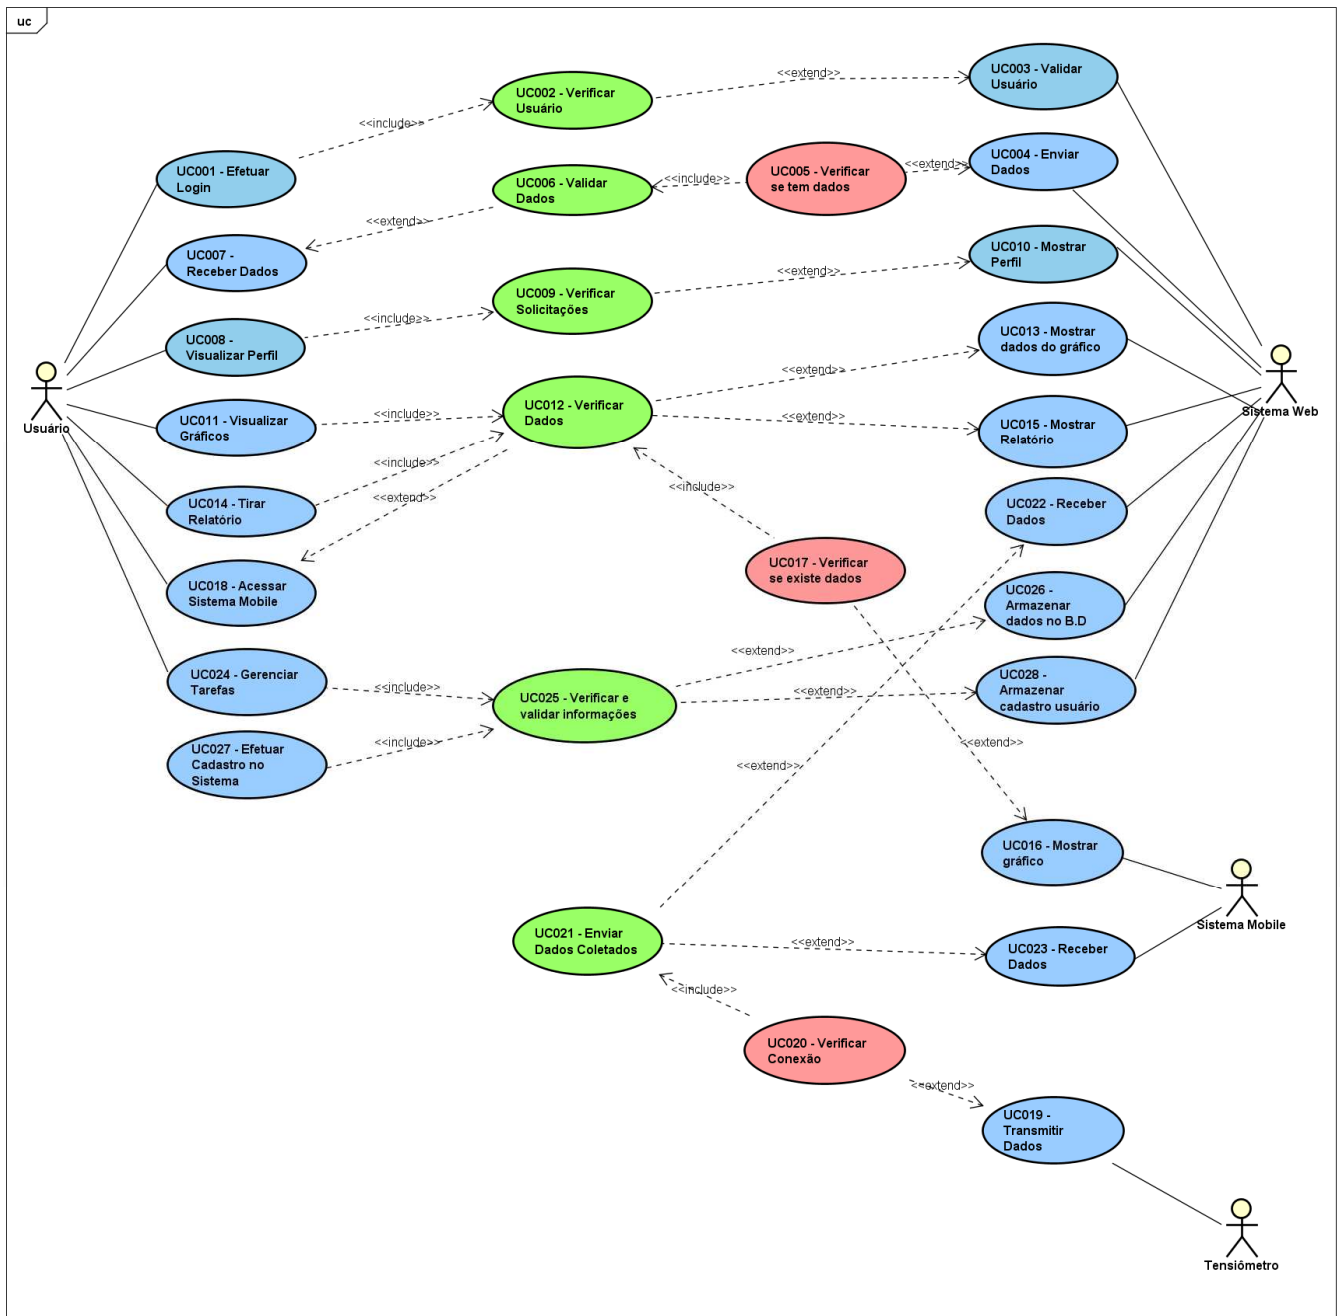 uc
<<extend>>
UC003 - Validar
Usuário
UC002 - Verificar
Usuário
<<include>>
UC001 - Efetuar
Login
UC006 - Validar
Dados
<<include>>
UC005 - Verificar
se tem dados
<<extend>>
UC004 - Enviar
Dados
<<extend>>
UC007 -
Receber Dados
UC010 - Mostrar
Perfil
<<extend>>
UC009 - Verificar
Solicitações
<<include>>
UC008 -
Visualizar Perfil
UC013 - Mostrar
dados do gráfico
<<extend>>
Usuário
UC011 - Visualizar
Gráficos
<<include>>
UC012 - Verificar
Dados
<<extend>>
UC015 - Mostrar
Relatório
Sistema Web
<<include>>
<<extend>>
<<include>>
UC014 - Tirar
Relatório
UC022 - Receber
Dados
UC018 - Acessar
Sistema Mobile
UC017 - Verificar
se existe dados
UC026 -
Armazenar
dados no B.D
<<extend>>
UC024 - Gerenciar
Tarefas
<<include>>
UC025 - Verificar e
validar informações
<<extend>>
UC028 -
Armazenar
cadastro usuário
UC027 - Efetuar
Cadastro no
Sistema
<<include>>
<<extend>>
<<extend>>
UC016 - Mostrar
gráfico
Sistema Mobile
UC021 - Enviar
Dados Coletados
<<extend>>
UC023 - Receber
Dados
<<include>>
UC020 - Verificar
Conexão
<<extend>>
UC019 -
Transmitir
Dados
Tensiômetro